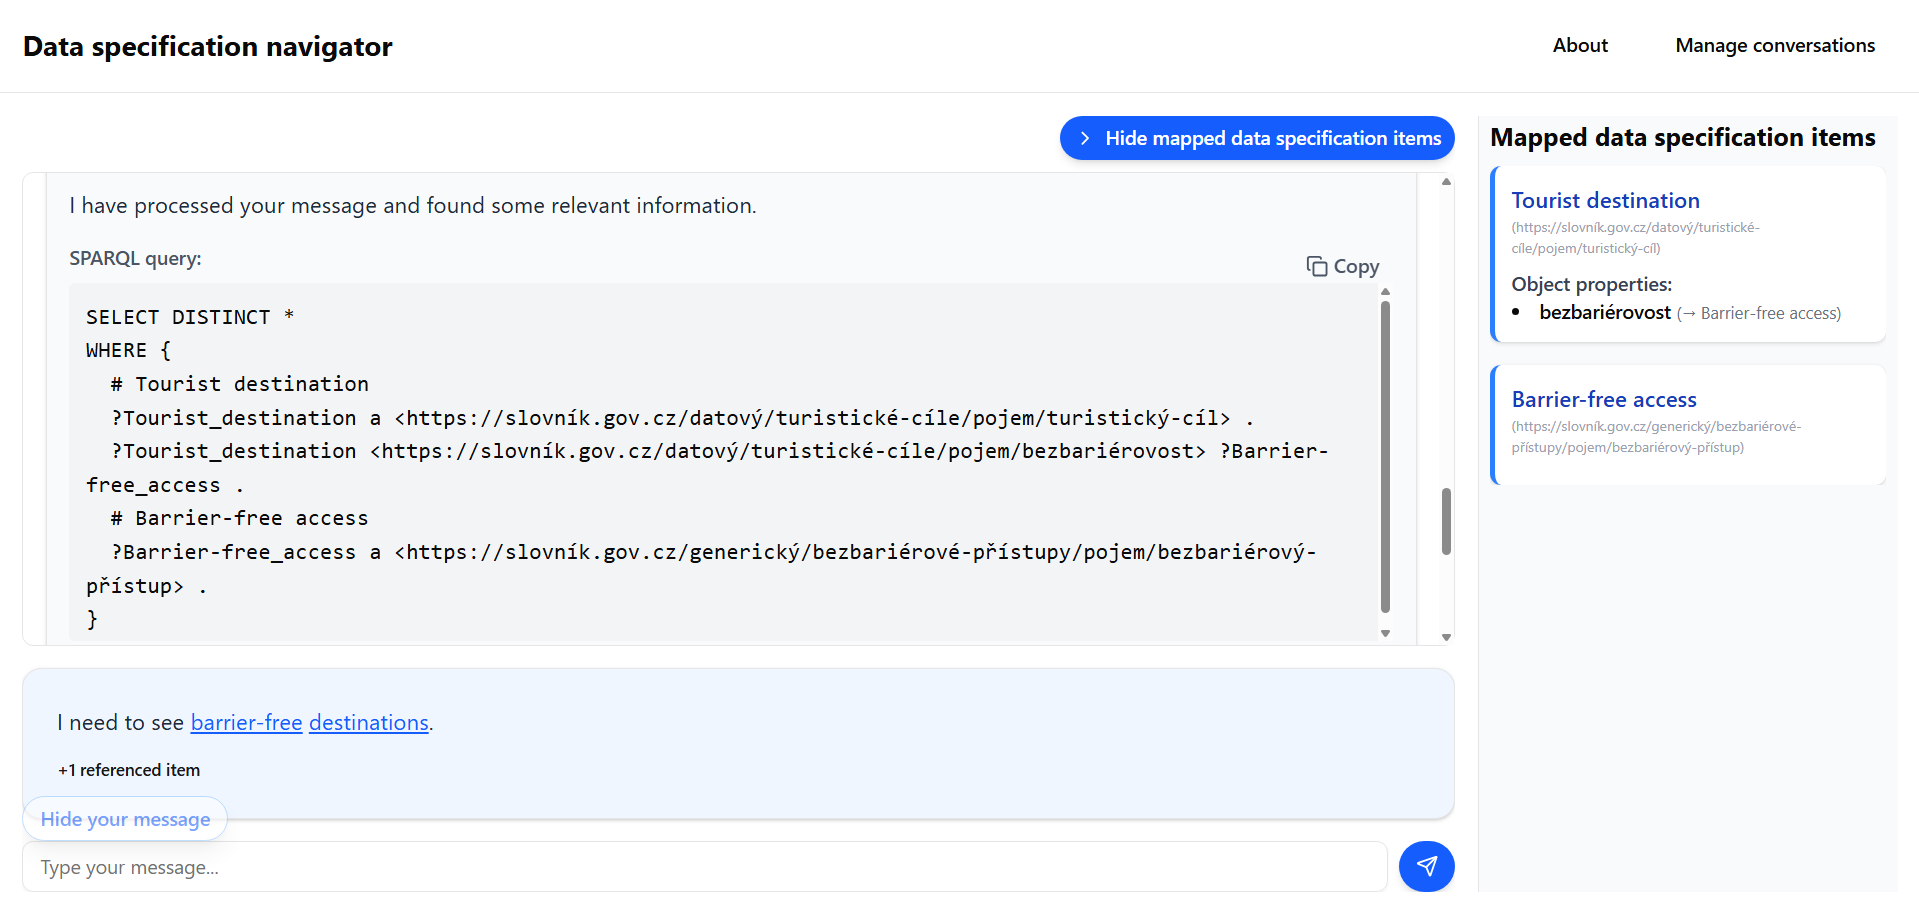 Data specification navigator
About
Manage conversations
Hide mapped data specification items
I have processed your message and found some relevant information.
SPARQL query:
Copy
SELECT DISTINCT *
WHERE {
# Tourist destination
?Tourist_destination a <https://slovník.gov.cz/datový/turistické-cíle/pojem/turistický-cíl> .
?Tourist_destination <https://slovník.gov.cz/datový/turistické-cíle/pojem/bezbariérovost> ?Barrier-
free_access .
# Barrier-free access
?Barrier-free_access a <https://slovník.gov.cz/generický/bezbariérové-přístupy/pojem/bezbariérový-
přístup> .
}
I need to see barrier-free destinations.
+1 referenced item
Hide your message
Type your message...
Mapped data specification items
Tourist destination
(https://slovník.gov.cz/datový/turistické-
cíle/pojem/turistický-cíl)
Object properties:
• bezbariérovost (→ Barrier-free access)
Barrier-free access
(https://slovník.gov.cz/generický/bezbariérové-
přístupy/pojem/bezbariérový-přístup)